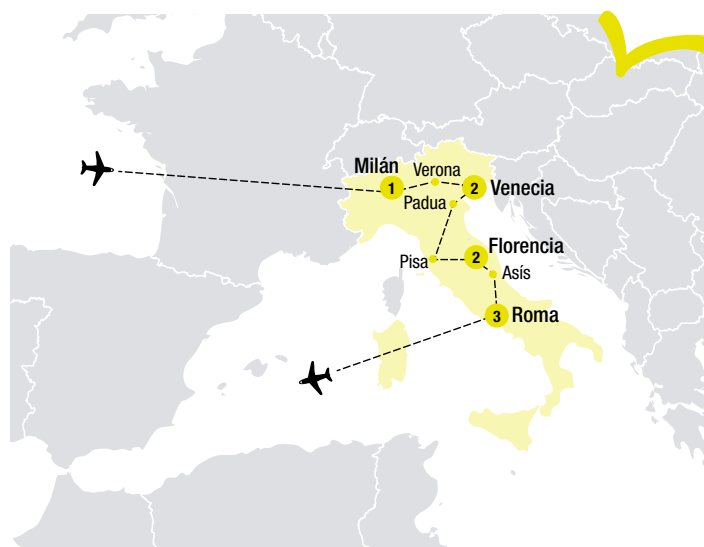 Milán
Verona
1
2
Venecia
Padua
Florencia
2
Pisa
Asís
3
Roma